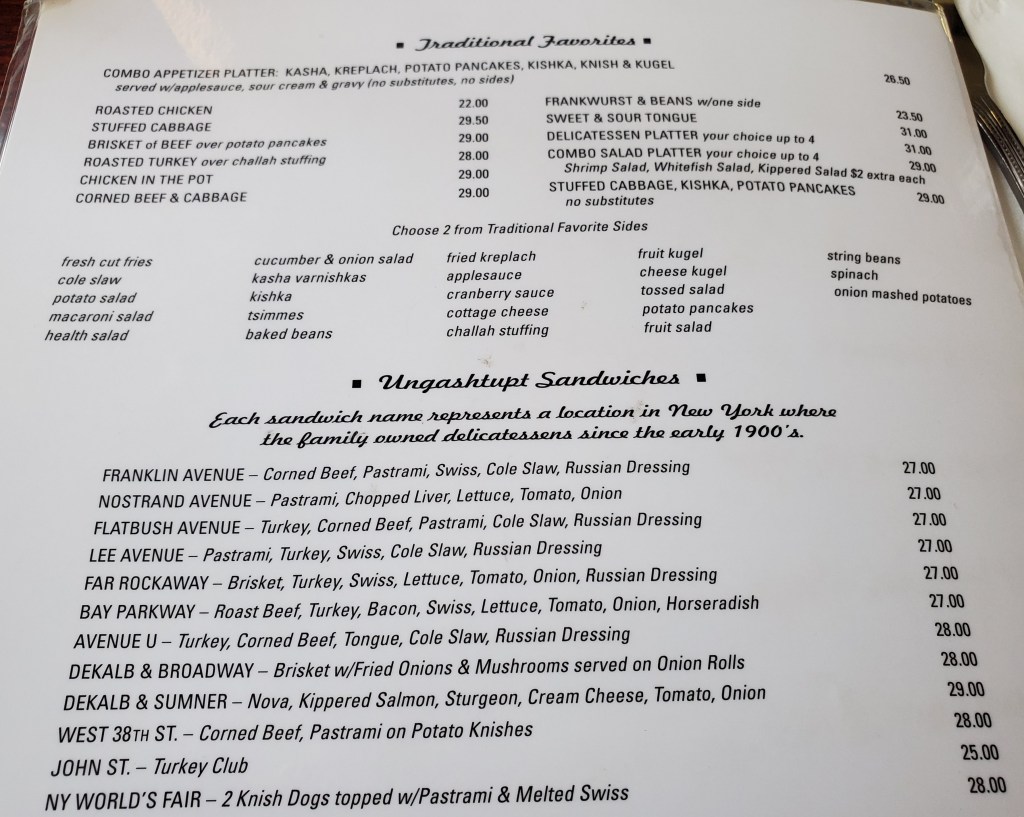 ▪ Traditional Favorites ▪
COMBO APPETIZER PLATTER: KASHA, KREPLACH, POTATO PANCAKES, KISHKA, KNISH & KUGEL
served w/applesauce, sour cream & gravy (no substitutes, no sides) 26.50
ROASTED CHICKEN 22.00
STUFFED CABBAGE 29.50
BRISKET of BEEF over potato pancakes 29.00
ROASTED TURKEY over challah stuffing 28.00
CHICKEN IN THE POT 29.00
CORNED BEEF & CABBAGE 29.00
FRANKWURST & BEANS w/one side 23.50
SWEET & SOUR TONGUE 31.00
DELICATESSEN PLATTER your choice up to 4 31.00
COMBO SALAD PLATTER your choice up to 4 29.00
Shrimp Salad, Whitefish Salad, Kippered Salad $2 extra each
STUFFED CABBAGE, KISHKA, POTATO PANCAKES 29.00
no substitutes
Choose 2 from Traditional Favorite Sides
fresh cut fries
cole slaw
potato salad
macaroni salad
health salad
cucumber & onion salad
kasha varnishkas
kishka
tsimmes
baked beans
fried kreplach
applesauce
cranberry sauce
cottage cheese
challah stuffing
fruit kugel
cheese kugel
tossed salad
potato pancakes
fruit salad
string beans
spinach
onion mashed potatoes
▪ Ungashtupt Sandwiches ▪
Each sandwich name represents a location in New York where
the family owned delicatessens since the early 1900's.
FRANKLIN AVENUE – Corned Beef, Pastrami, Swiss, Cole Slaw, Russian Dressing 27.00
NOSTRAND AVENUE – Pastrami, Chopped Liver, Lettuce, Tomato, Onion 27.00
FLATBUSH AVENUE – Turkey, Corned Beef, Pastrami, Cole Slaw, Russian Dressing 27.00
LEE AVENUE – Pastrami, Turkey, Swiss, Cole Slaw, Russian Dressing 27.00
FAR ROCKAWAY – Brisket, Turkey, Swiss, Lettuce, Tomato, Onion, Russian Dressing 27.00
BAY PARKWAY – Roast Beef, Turkey, Bacon, Swiss, Lettuce, Tomato, Onion, Horseradish 27.00
AVENUE U – Turkey, Corned Beef, Tongue, Cole Slaw, Russian Dressing 28.00
DEKALB & BROADWAY – Brisket w/Fried Onions & Mushrooms served on Onion Rolls 28.00
DEKALB & SUMNER – Nova, Kippered Salmon, Sturgeon, Cream Cheese, Tomato, Onion 29.00
WEST 38TH ST. – Corned Beef, Pastrami on Potato Knishes 28.00
JOHN ST. – Turkey Club 25.00
NY WORLD'S FAIR – 2 Knish Dogs topped w/Pastrami & Melted Swiss 28.00